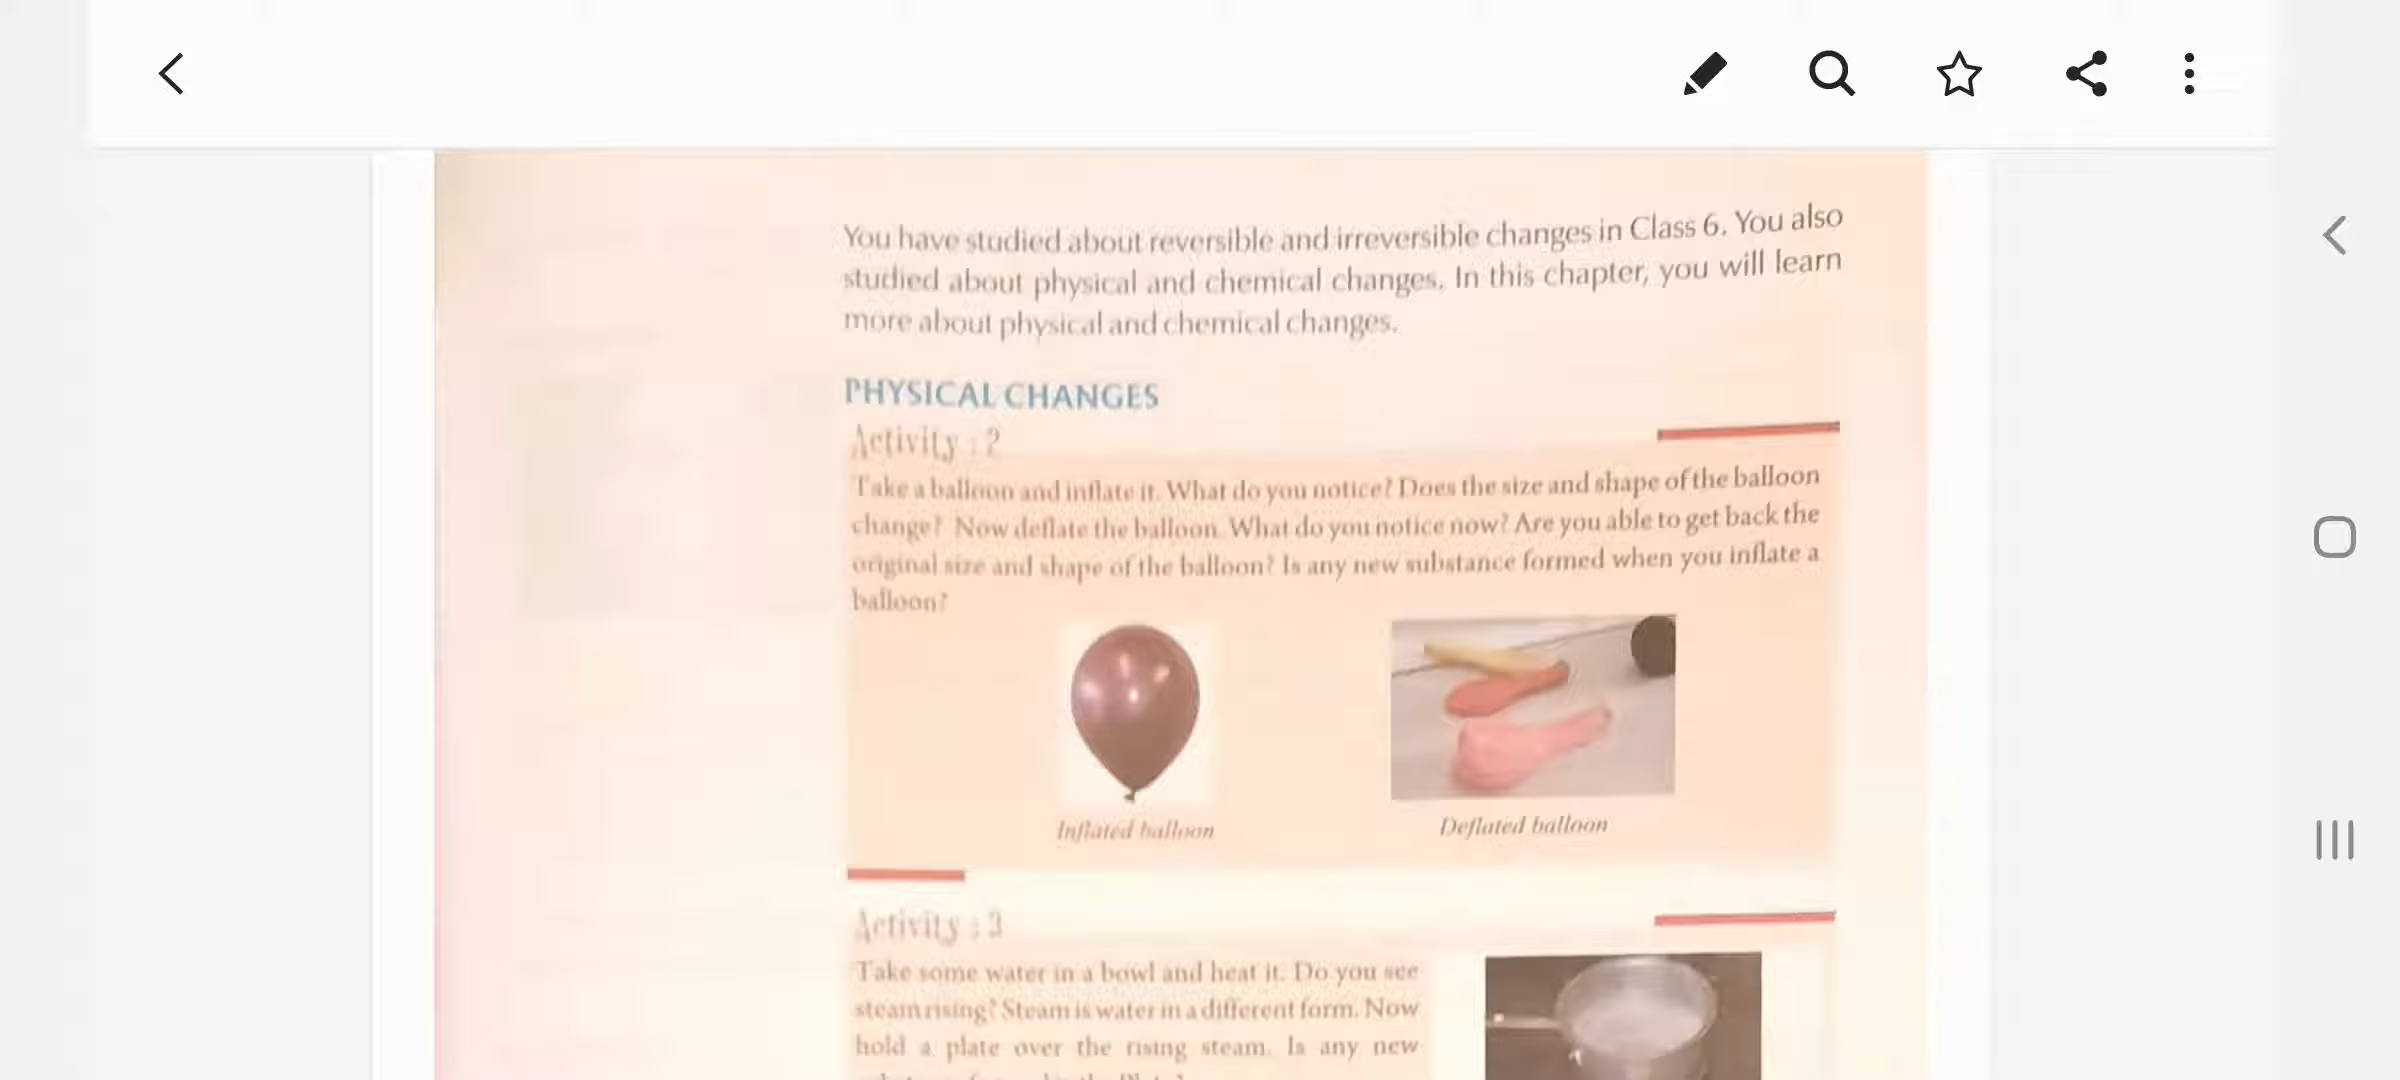 You have studied about reversible and irreversible changes in Class 6. You also
studied about physical and chemical changes. In this chapter, you will learn
more about physical and chemical changes.
PHYSICAL CHANGES
Activity : 2
Take a balloon and inflate it. What do you notice? Does the size and shape of the balloon
change? Now deflate the balloon. What do you notice now? Are you able to get back the
original size and shape of the balloon? Is any new substance formed when you inflate a
balloon?
Inflated balloon
Deflated balloon
Activity : 3
Take some water in a bowl and heat it. Do you see
steam rising? Steam is water in a different form. Now
hold a plate over the rising steam. Is any new